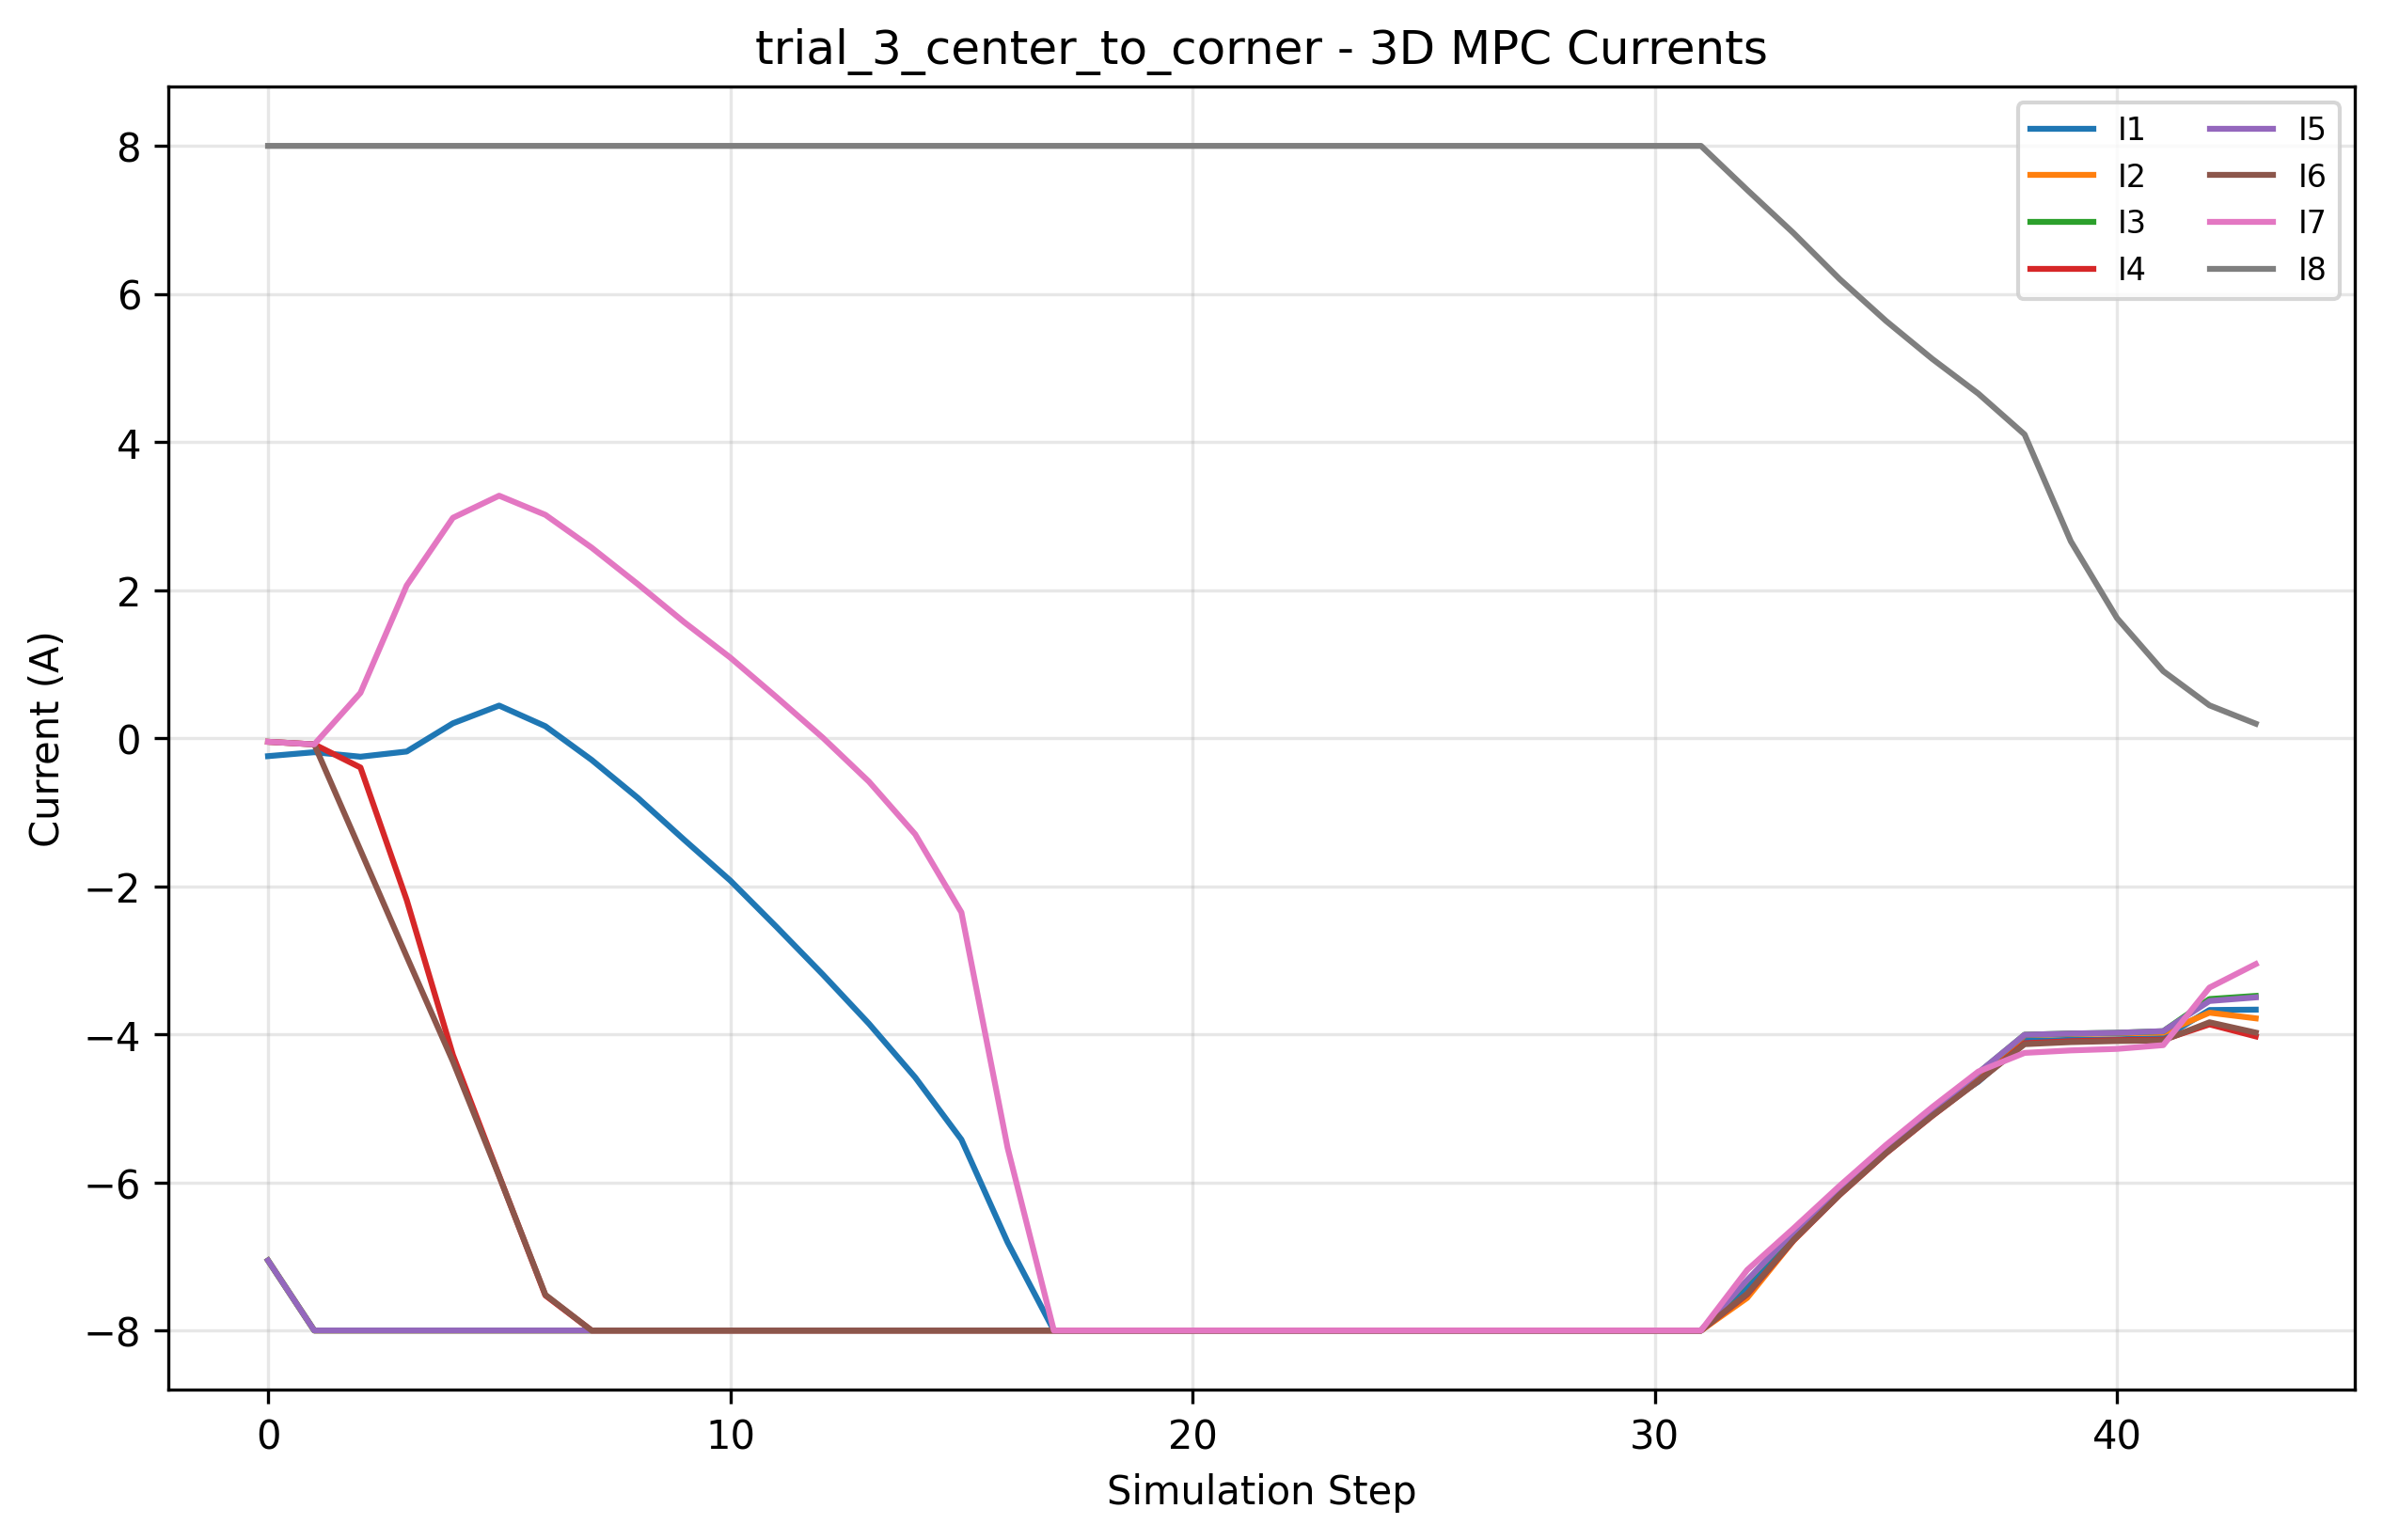 trial_3_center_to_corner - 3D MPC Currents
8
6
4
2
0
−2
−4
−6
−8
Current (A)
I1
I2
I3
I4
I5
I6
I7
I8
0 10 20 30 40
Simulation Step